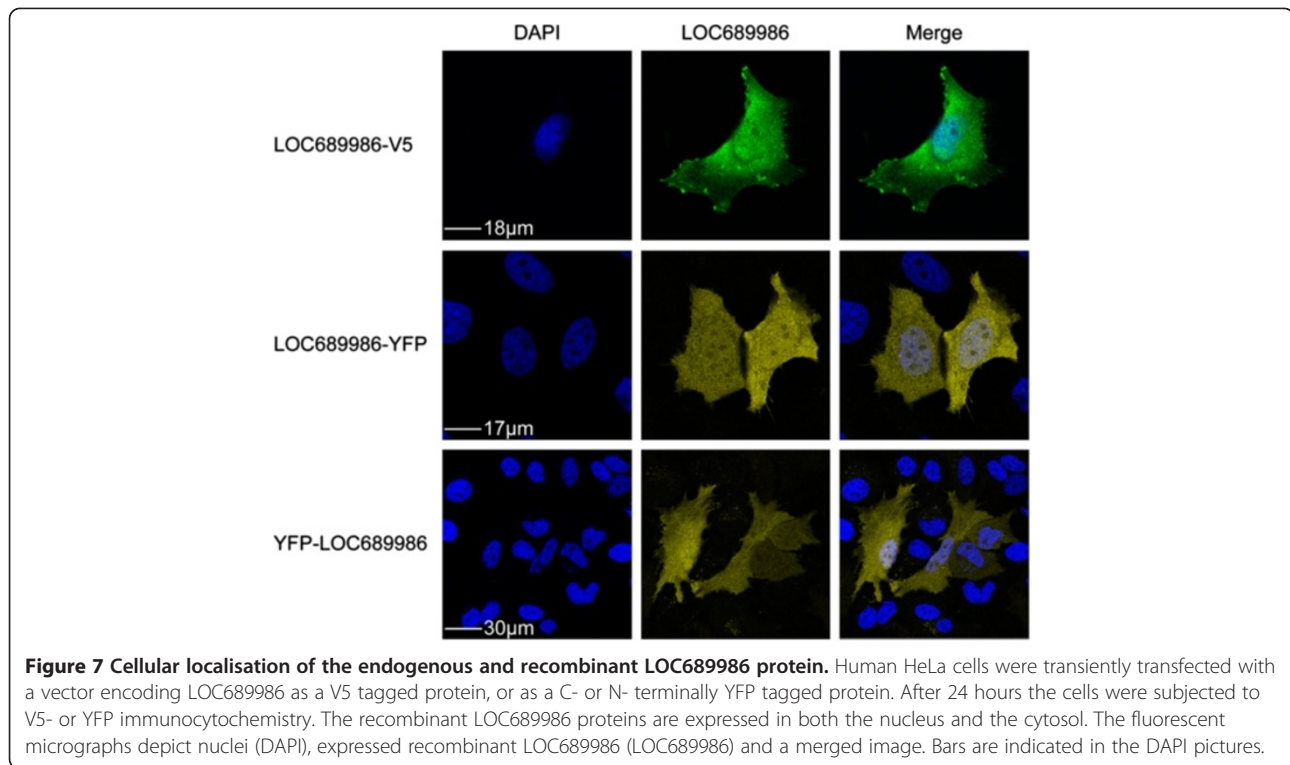 DAPI LOC689986 Merge
LOC689986-V5
18μm
LOC689986-YFP
17μm
YFP-LOC689986
30μm
Figure 7 Cellular localisation of the endogenous and recombinant LOC689986 protein. Human HeLa cells were transiently transfected with
a vector encoding LOC689986 as a V5 tagged protein, or as a C- or N- terminally YFP tagged protein. After 24 hours the cells were subjected to
V5- or YFP immunocytochemistry. The recombinant LOC689986 proteins are expressed in both the nucleus and the cytosol. The fluorescent
micrographs depict nuclei (DAPI), expressed recombinant LOC689986 (LOC689986) and a merged image. Bars are indicated in the DAPI pictures.